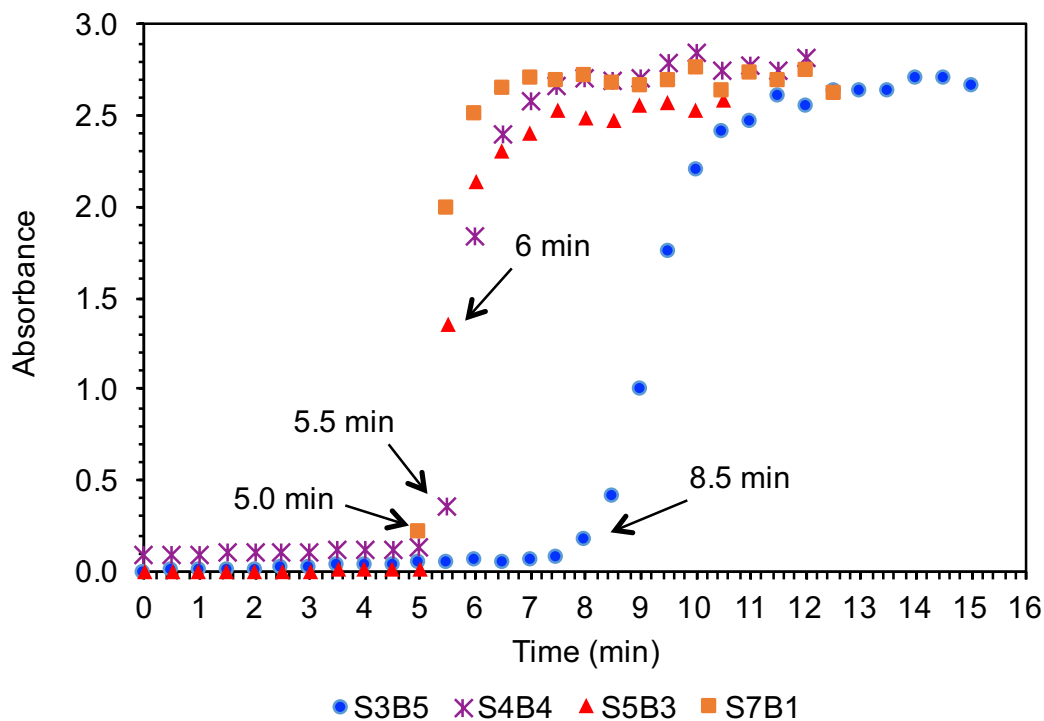 3.0
2.5
2.0
1.5
1.0
0.5
0.0
Absorbance
6 min
5.5 min
5.0 min
8.5 min
0 1 2 3 4 5 6 7 8 9 10 11 12 13 14 15 16
Time (min)
S3B5 S4B4 S5B3 S7B1